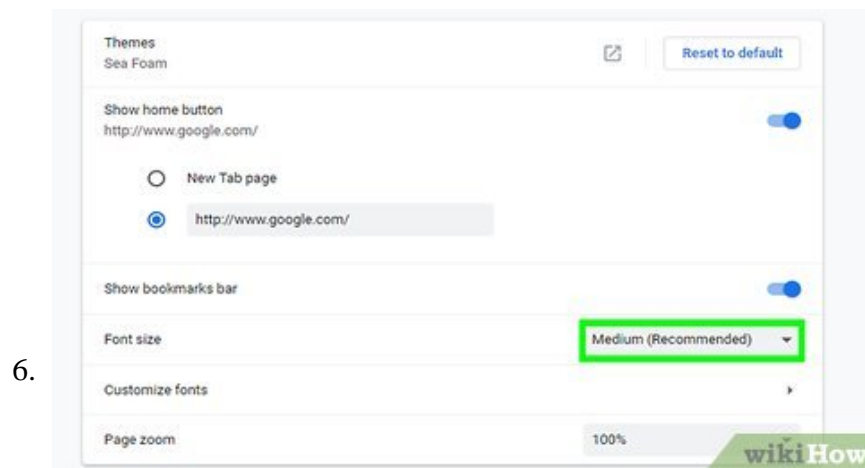 Themes
Sea Foam
Reset to default
Show home button
http://www.google.com/
New Tab page
http://www.google.com/
Show bookmarks bar
Font size
Medium (Recommended)
6.
Customize fonts
Page zoom
100%
wikiHow